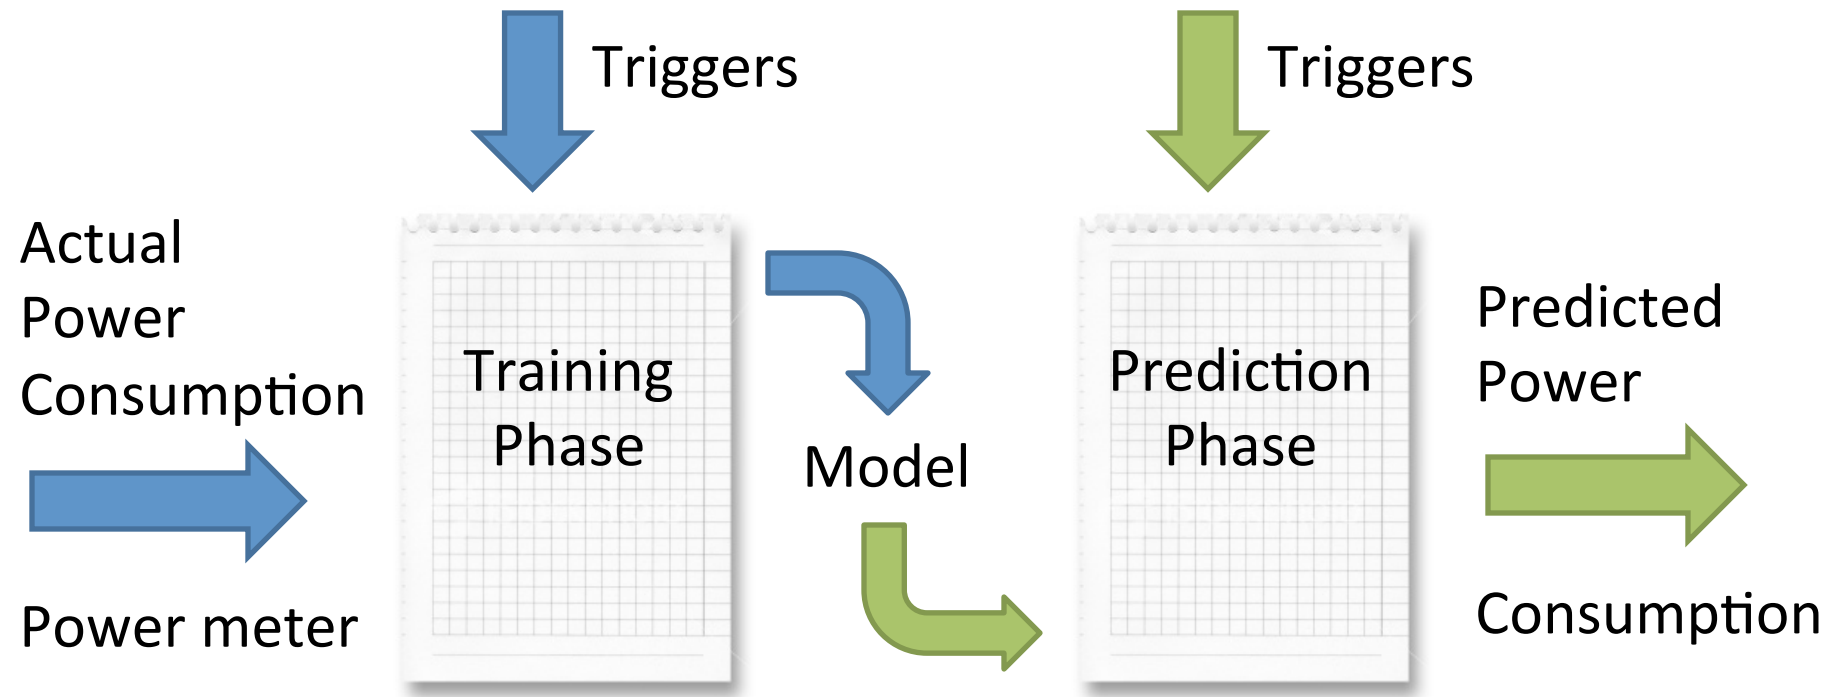 Triggers
Triggers
Actual
Power
Consumption
Power meter
Training
Phase
Model
Prediction
Phase
Predicted
Power
Consumption